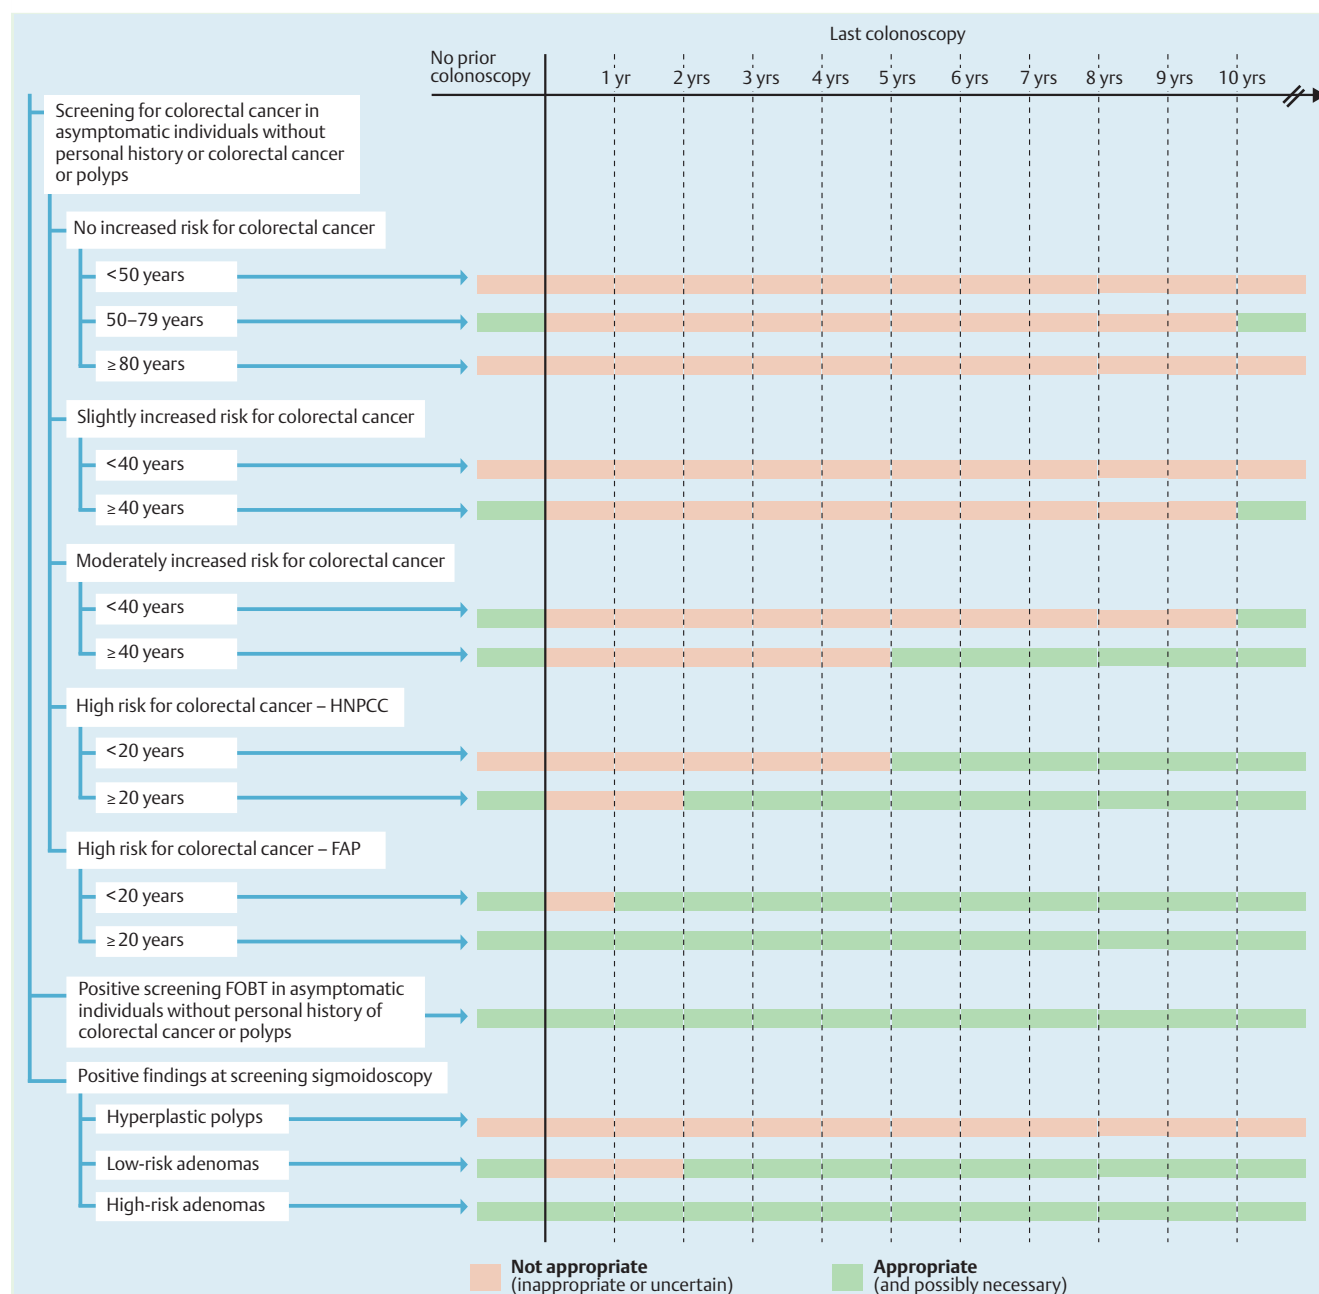 Last colonoscopy
No prior
colonoscopy
1 yr 2 yrs 3 yrs 4 yrs 5 yrs 6 yrs 7 yrs 8 yrs 9 yrs 10 yrs
Screening for colorectal cancer in
asymptomatic individuals without
personal history or colorectal cancer
or polyps
No increased risk for colorectal cancer
<50 years
50–79 years
≥80 years
Slightly increased risk for colorectal cancer
<40 years
≥40 years
Moderately increased risk for colorectal cancer
<40 years
≥40 years
High risk for colorectal cancer – HNPCC
<20 years
≥20 years
High risk for colorectal cancer – FAP
<20 years
≥20 years
Positive screening FOBT in asymptomatic
individuals without personal history of
colorectal cancer or polyps
Positive findings at screening sigmoidoscopy
Hyperplastic polyps
Low-risk adenomas
High-risk adenomas
Not appropriate
(inappropriate or uncertain)
Appropriate
(and possibly necessary)